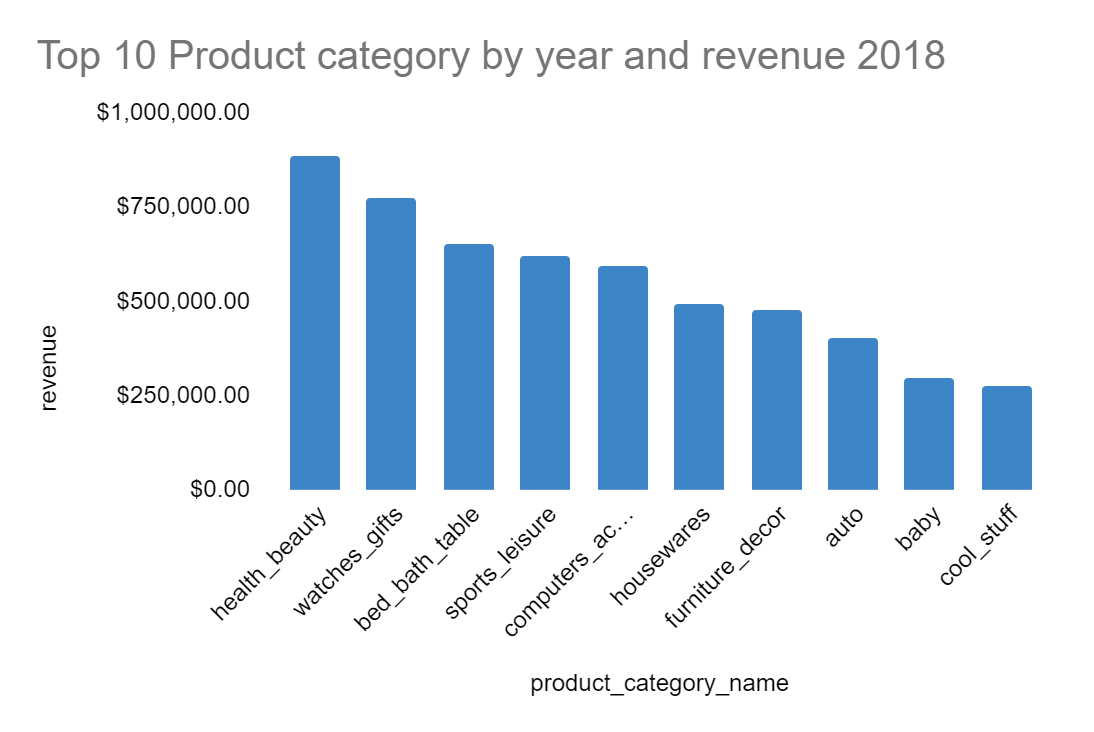 Top 10 Product category by year and revenue 2018
$1,000,000.00
$750,000.00
$500,000.00
$250,000.00
$0.00
revenue
health_beauty
watches_gifts
bed_bath_table
sports_leisure
computers_ac…
housewares
furniture_decor
auto
baby
cool_stuff
product_category_name